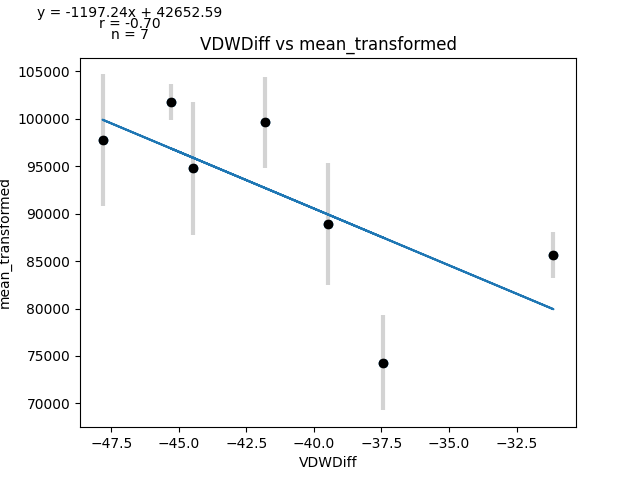 y = -1197.24x + 42652.59
r = -0.70
n = 7
VDWDiff vs mean_transformed
105000
100000
95000
90000
85000
80000
75000
70000
mean_transformed
−47.5
−45.0
−42.5
−40.0
−37.5
−35.0
−32.5
VDWDiff